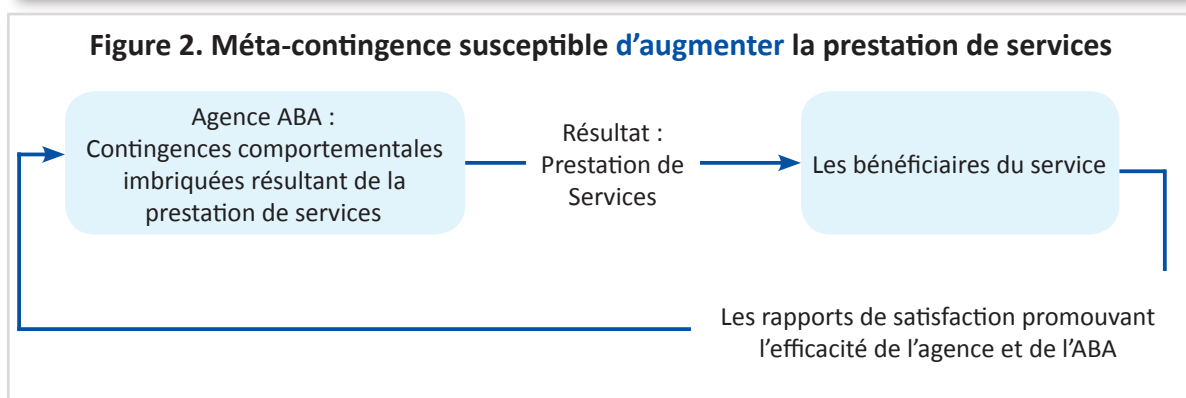 Figure 2. Méta-contingence susceptible d'augmenter la prestation de services
Agence ABA :
Contingences comportementales
imbriquées résultant de la
prestation de services
Résultat :
Prestation de
Services
Les bénéficiaires du service
Les rapports de satisfaction promouvant
l'efficacité de l'agence et de l'ABA